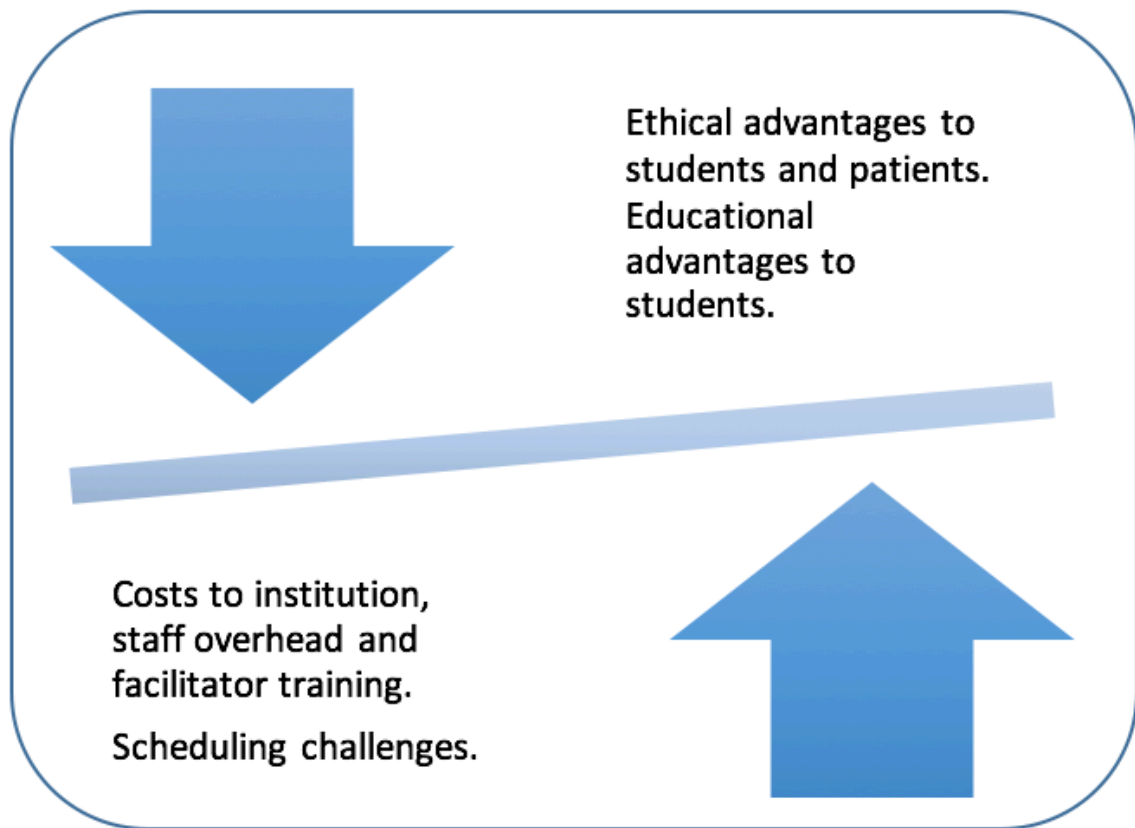 Ethical advantages to
students and patients.
Educational
advantages to
students.
Costs to institution,
staff overhead and
facilitator training.
Scheduling challenges.